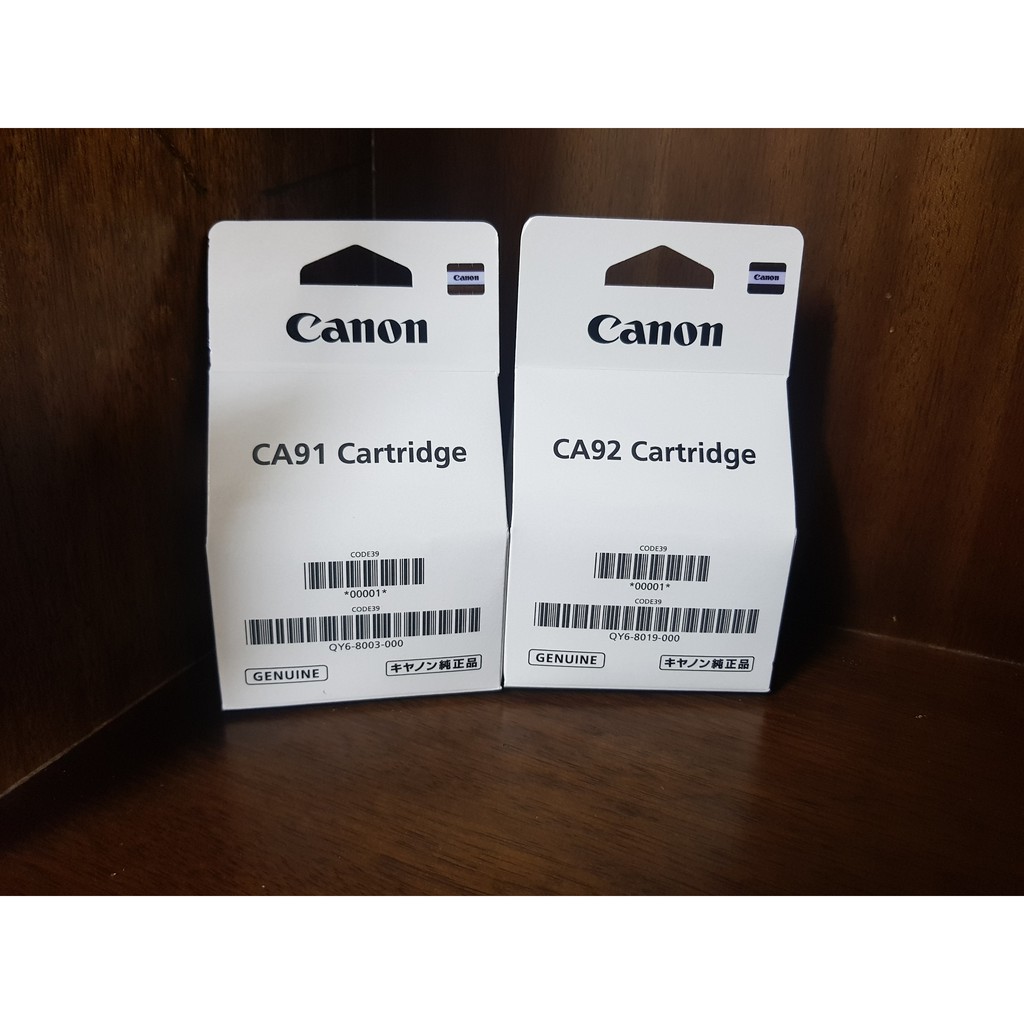 Canon
Canon
CA91 Cartridge
CODE39
*00001*
CODE39
QY6-8003-000
GENUINE
キヤノン純正品
Canon
Canon
CA92 Cartridge
CODE39
*00001*
CODE39
QY6-8019-000
GENUINE
キヤノン純正品